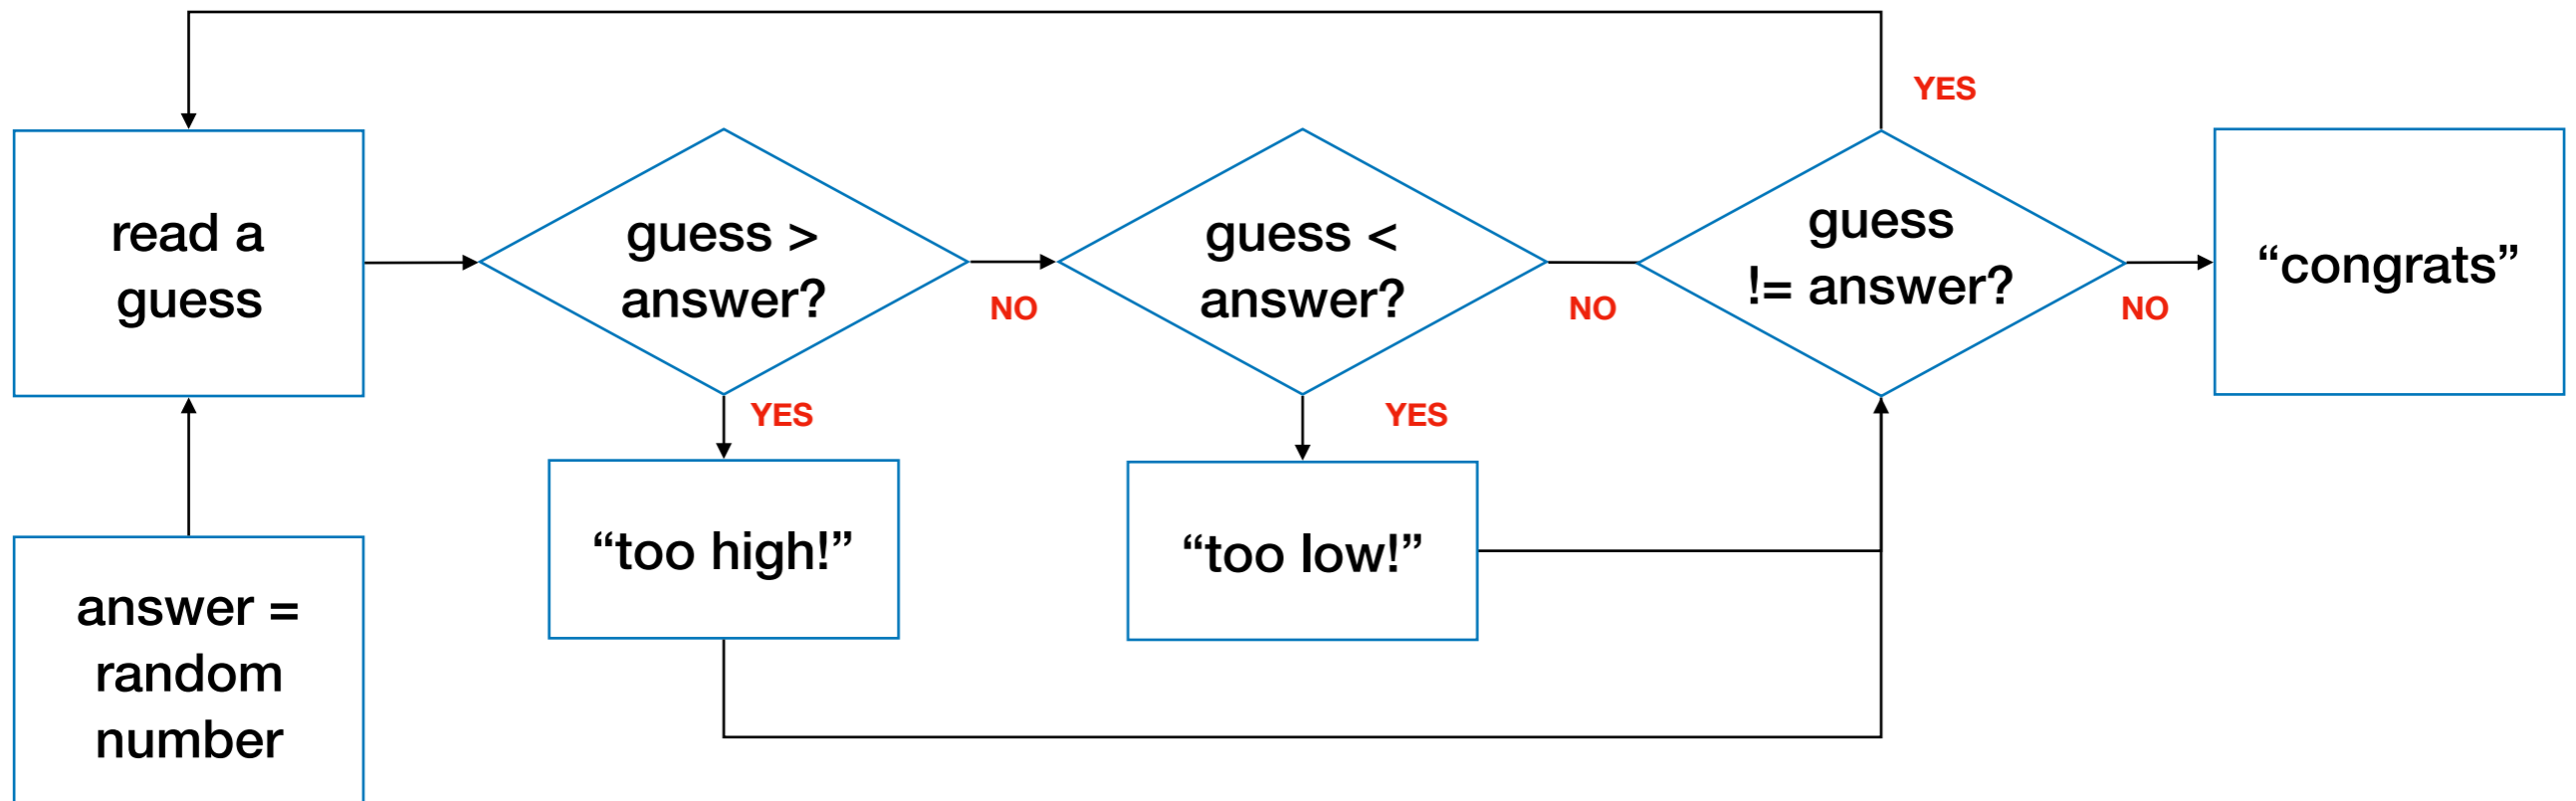 YES
read a
guess
guess >
answer?
NO
guess <
answer?
NO
guess
!= answer?
NO
“congrats”
YES
“too high!”
YES
“too low!”
answer =
random
number